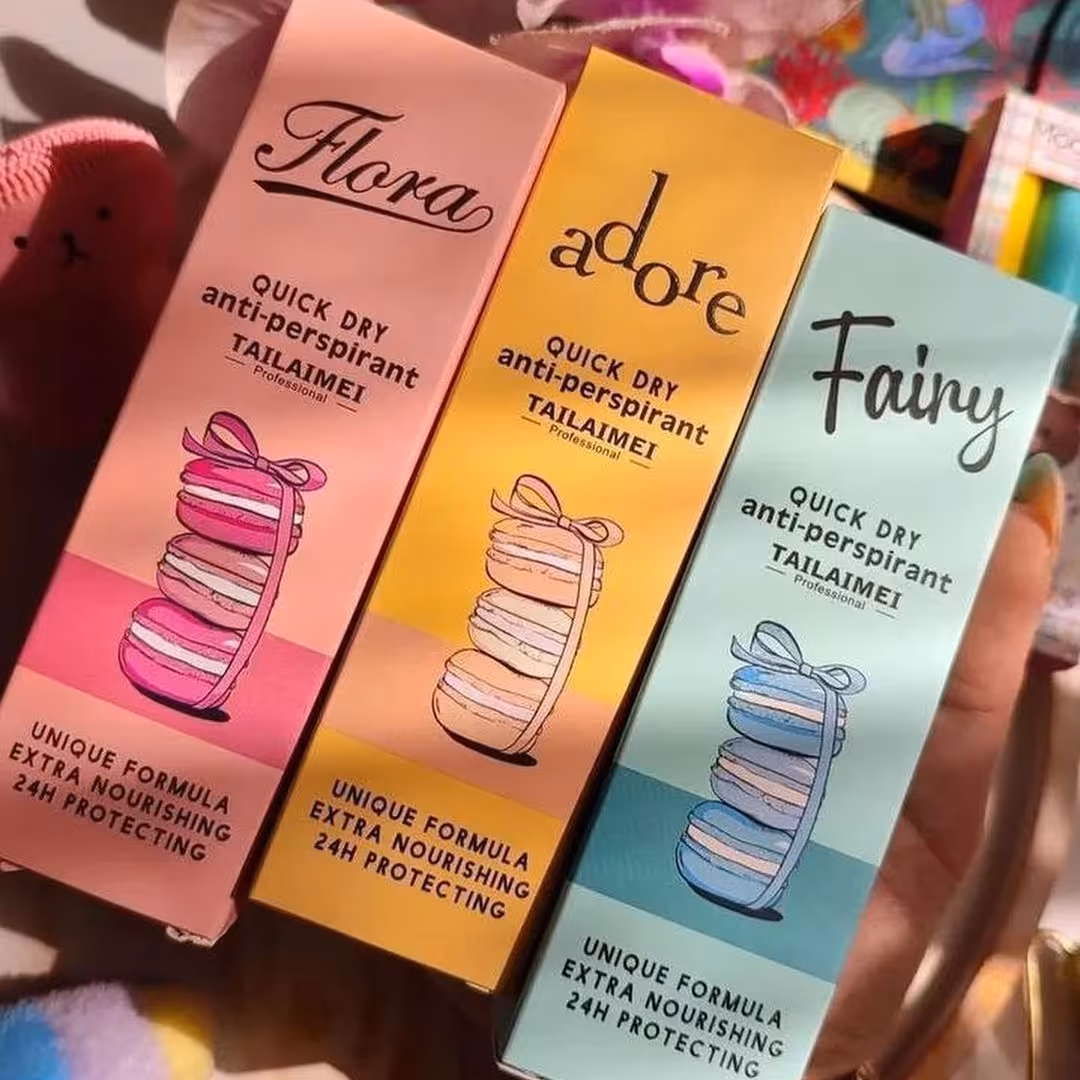 Flora
QUICK DRY
anti-perspirant
TAILAIMEI
Professional
UNIQUE FORMULA
EXTRA NOURISHING
24H PROTECTING
adore
QUICK DRY
anti-perspirant
TAILAIMEI
Professional
UNIQUE FORMULA
EXTRA NOURISHING
24H PROTECTING
Fairy
QUICK DRY
anti-perspirant
TAILAIMEI
Professional
UNIQUE FORMULA
EXTRA NOURISHING
24H PROTECTING